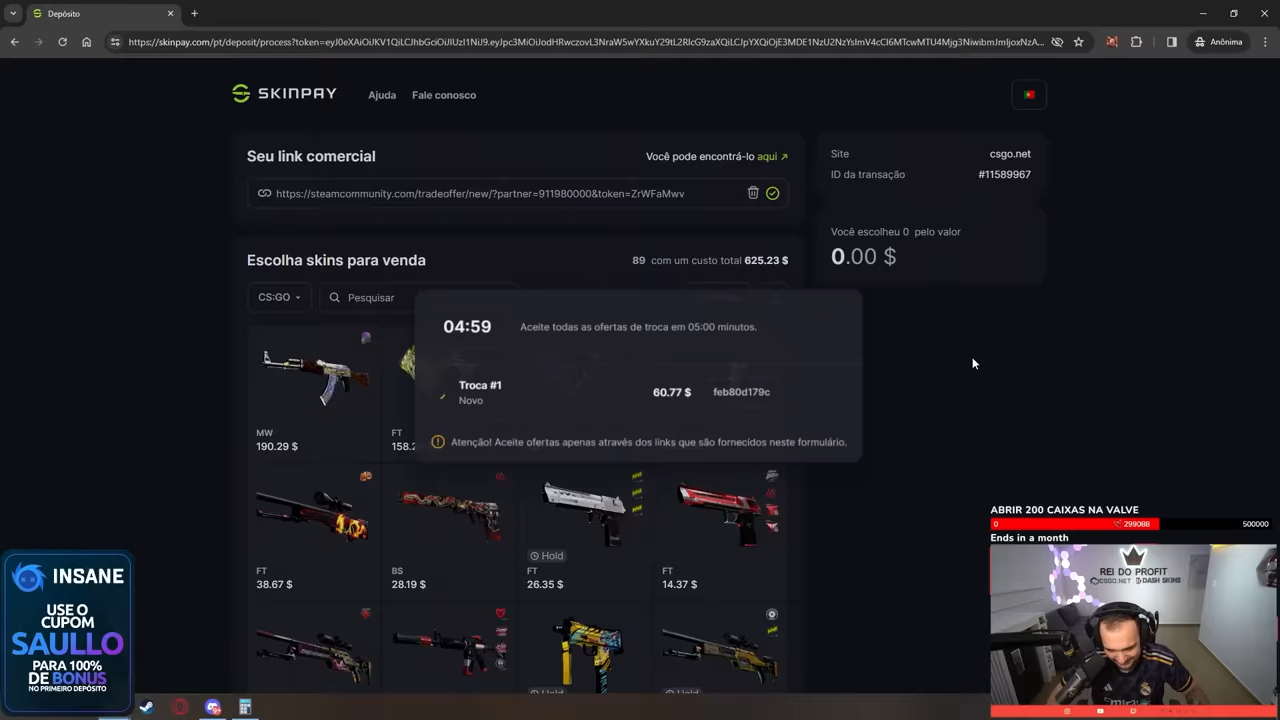 Depósito
https://skinpay.com/pt/deposit/process?token=
Anônima
SKINPAY
Ajuda
Fale conosco
Seu link comercial
Você pode encontrá-lo aqui
https://steamcommunity.com/tradeoffer/new/?partner=911980000&token=ZrWFaMwv
Site
csgo.net
ID da transação
#11589967
Você escolheu 0 pelo valor
0.00 $
Escolha skins para venda
89 com um custo total 625.23 $
CS:GO
Pesquisar
04:59
Aceite todas as ofertas de troca em 05:00 minutos.
Troca #1
Novo
60.77 $
feb80d179c
Atenção! Aceite ofertas apenas através dos links que são fornecidos neste formulário.
MW
190.29 $
FT
158.2
Hold
FT
38.67 $
BS
28.19 $
FT
26.35 $
FT
14.37 $
Hold
Hold
ABRIR 200 CAIXAS NA VALVE
0
299088
500000
Ends in a month
REI DO PROFIT
CSGO.NET
DASH SKINS
INSANE
USE O
CUPOM
SAULLO
PARA 100%
DE BONUS
NO PRIMEIRO DEPÓSITO